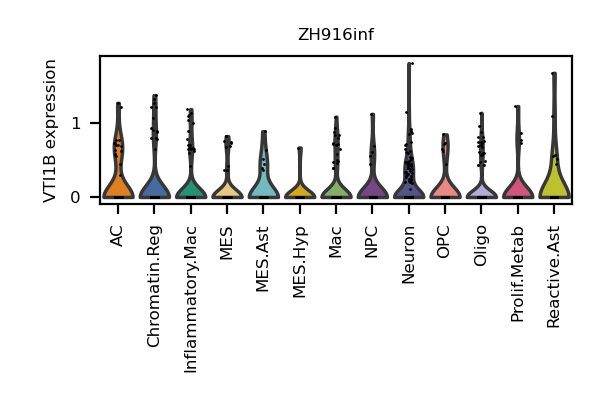 ZH916inf
VTI1B expression
1
0
AC
Chromatin.Reg
Inflammatory.Mac
MES
MES.Ast
MES.Hyp
Mac
NPC
Neuron
OPC
Oligo
Prolif.Metab
Reactive.Ast